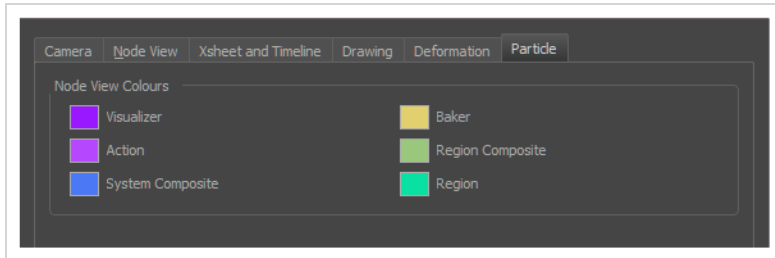 Camera Node View Xsheet and Timeline Drawing Deformation Particle
Node View Colours
Visualizer Baker
Action Region Composite
System Composite Region